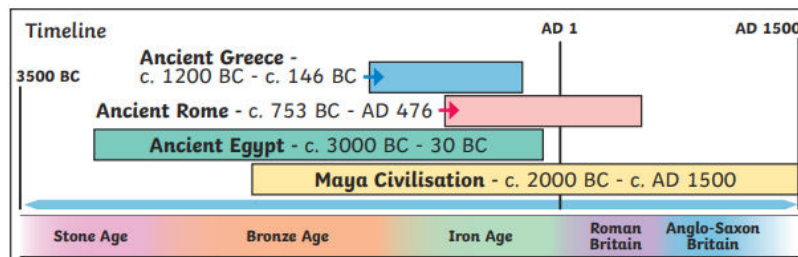 Timeline
AD 1
AD 1500
3500 BC
Ancient Greece -
c. 1200 BC - c. 146 BC
Ancient Rome - c. 753 BC - AD 476
Ancient Egypt - c. 3000 BC - 30 BC
Maya Civilisation - c. 2000 BC - c. AD 1500
Stone Age
Bronze Age
Iron Age
Roman
Britain
Anglo-Saxon
Britain